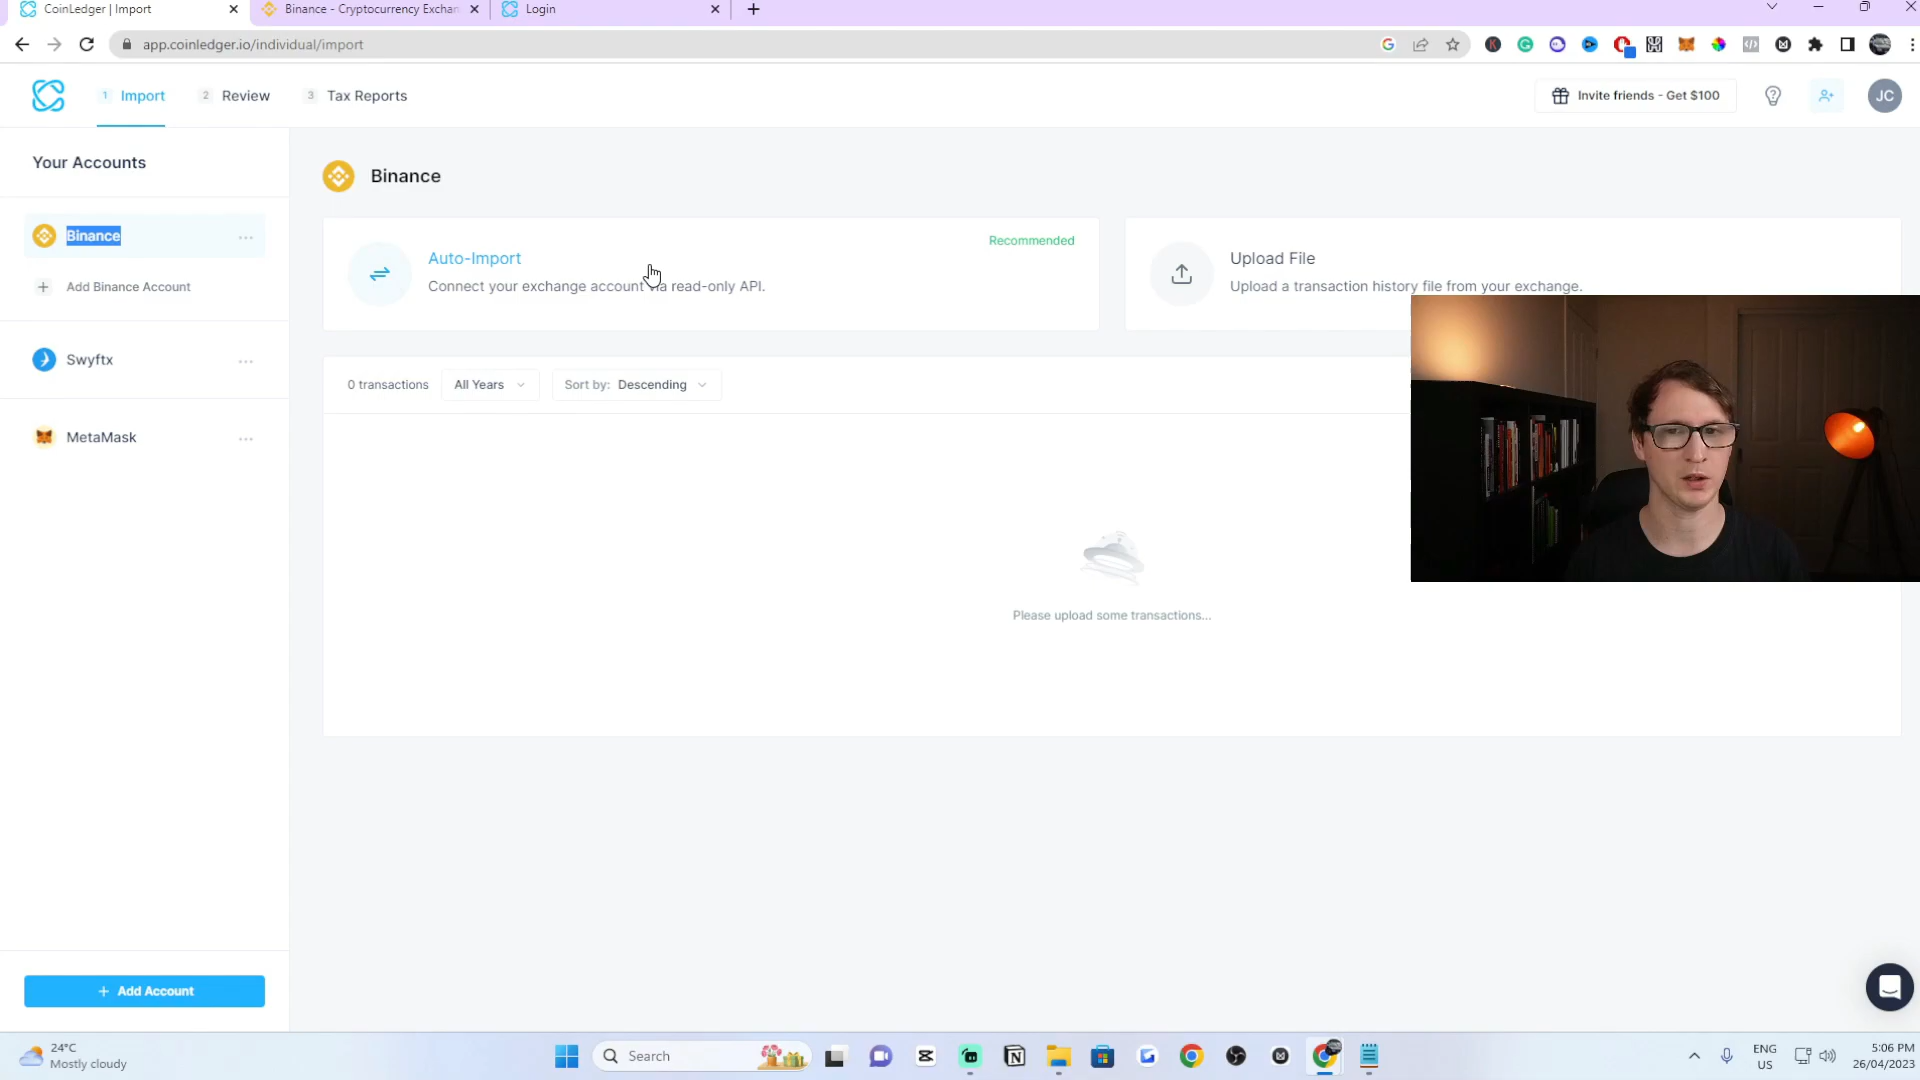 CoinLedger | Import
Binance - Cryptocurrency Exchan
Login
app.coinledger.io/individual/import
1 Import
2 Review
3 Tax Reports
Invite friends - Get $100
JC
Your Accounts
Binance
Add Binance Account
Swyftx
MetaMask
+ Add Account
Binance
Recommended
Auto-Import
Connect your exchange account via read-only API.
Upload File
Upload a transaction history file from your exchange.
0 transactions
All Years
Sort by: Descending
Please upload some transactions...
24°C
Mostly cloudy
Search
ENG
US
5:06 PM
26/04/2023